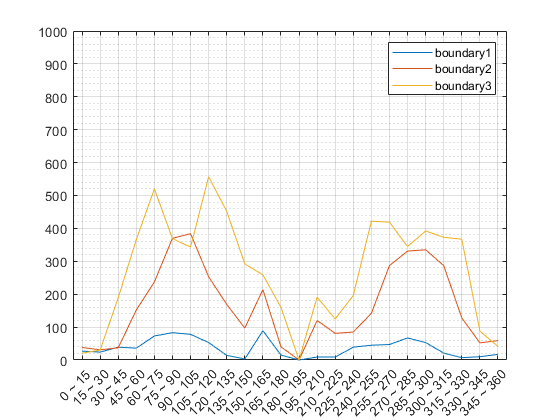 1000
900
800
700
600
500
400
300
200
100
0
boundary1
boundary2
boundary3
0 ~ 15
15 ~ 30
30 ~ 45
45 ~ 60
60 ~ 75
75 ~ 90
90 ~ 105
105 ~ 120
120 ~ 135
135 ~ 150
150 ~ 165
165 ~ 180
180 ~ 195
195 ~ 210
210 ~ 225
225 ~ 240
240 ~ 255
255 ~ 270
270 ~ 285
285 ~ 300
300 ~ 315
315 ~ 330
330 ~ 345
345 ~ 360